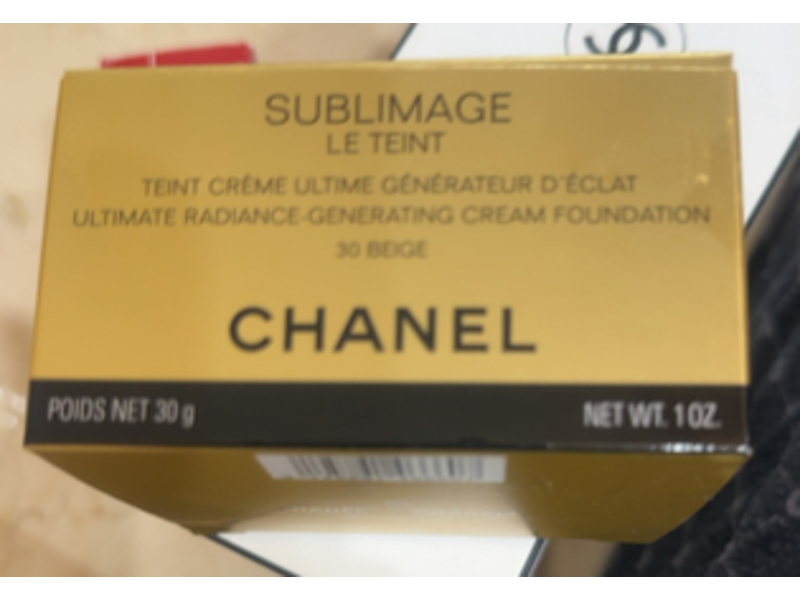 SUBLIMAGE
LE TEINT
TEINT CRÈME ULTIME GÉNÉRATEUR D'ÉCLAT
ULTIMATE RADIANCE-GENERATING CREAM FOUNDATION
30 BEIGE
CHANEL
POIDS NET 30 g NET WT. 1 OZ.